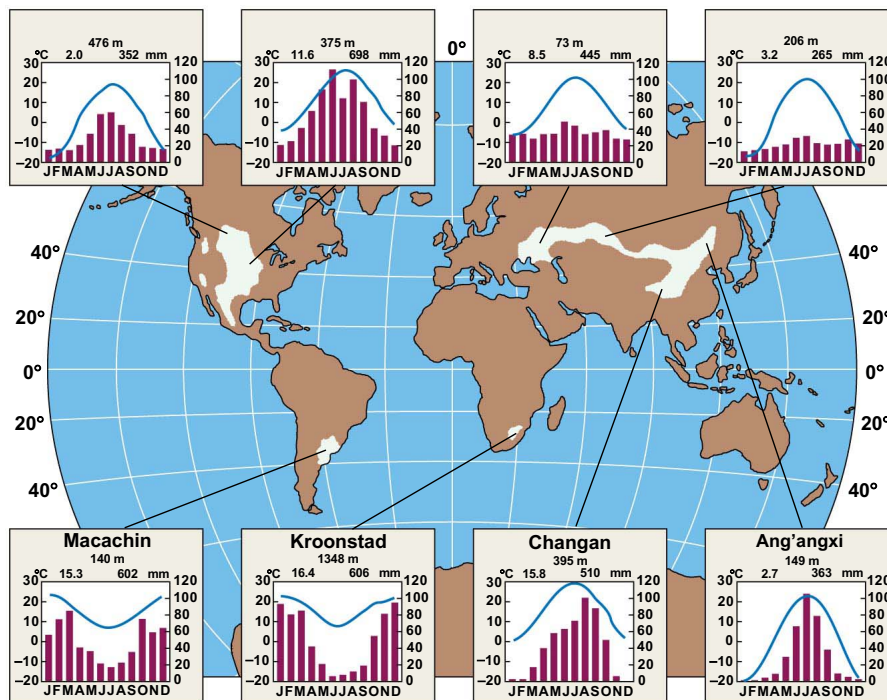 476 m
°C 2.0 352 mm
30 120
20 100
10 80
0 60
40
−10 20
−20 0
JFMAMJJASOND
375 m
°C 11.6 698 mm
30 120
20 100
10 80
0 60
40
−10 20
−20 0
JFMAMJJASOND
0°
73 m
°C 8.5 445 mm
30 120
20 100
10 80
0 60
40
−10 20
−20 0
JFMAMJJASOND
206 m
°C 3.2 265 mm
30 120
20 100
10 80
0 60
40
−10 20
−20 0
JFMAMJJASOND
40° 40°
20° 20°
0° 0°
20° 20°
40° 40°
Macachin
140 m
°C 15.3 602 mm
30 120
20 100
10 80
0 60
40
−10 20
−20 0
JFMAMJJASOND
Kroonstad
1348 m
°C 16.4 606 mm
30 120
20 100
10 80
0 60
40
−10 20
−20 0
JFMAMJJASOND
Changan
395 m
°C 15.8 510 mm
30 120
20 100
10 80
0 60
40
−10 20
−20 0
JFMAMJJASOND
Ang'angxi
149 m
°C 2.7 363 mm
30 120
20 100
10 80
0 60
40
−10 20
−20 0
JFMAMJJASOND